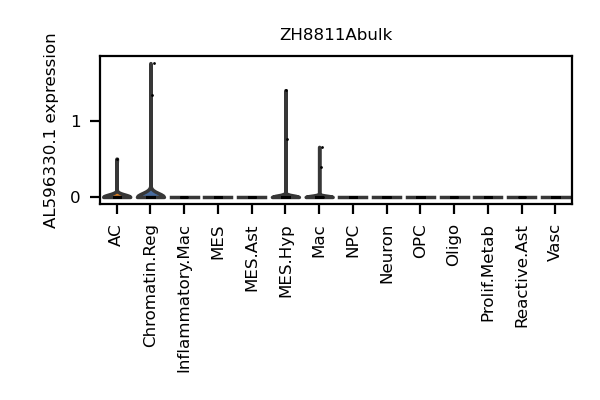 ZH8811Abulk
AL596330.1 expression
1
0
AC
Chromatin.Reg
Inflammatory.Mac
MES
MES.Ast
MES.Hyp
Mac
NPC
Neuron
OPC
Oligo
Prolif.Metab
Reactive.Ast
Vasc